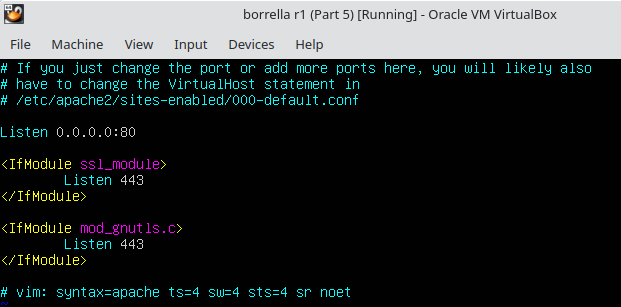 borrella r1 (Part 5) [Running] - Oracle VM VirtualBox
File Machine View Input Devices Help
# If you just change the port or add more ports here, you will likely also
# have to change the VirtualHost statement in
# /etc/apache2/sites-enabled/000-default.conf
Listen 0.0.0.0:80
<IfModule ssl_module>
Listen 443
</IfModule>
<IfModule mod_gnutls.c>
Listen 443
</IfModule>
# vim: syntax=apache ts=4 sw=4 sts=4 sr noet
~